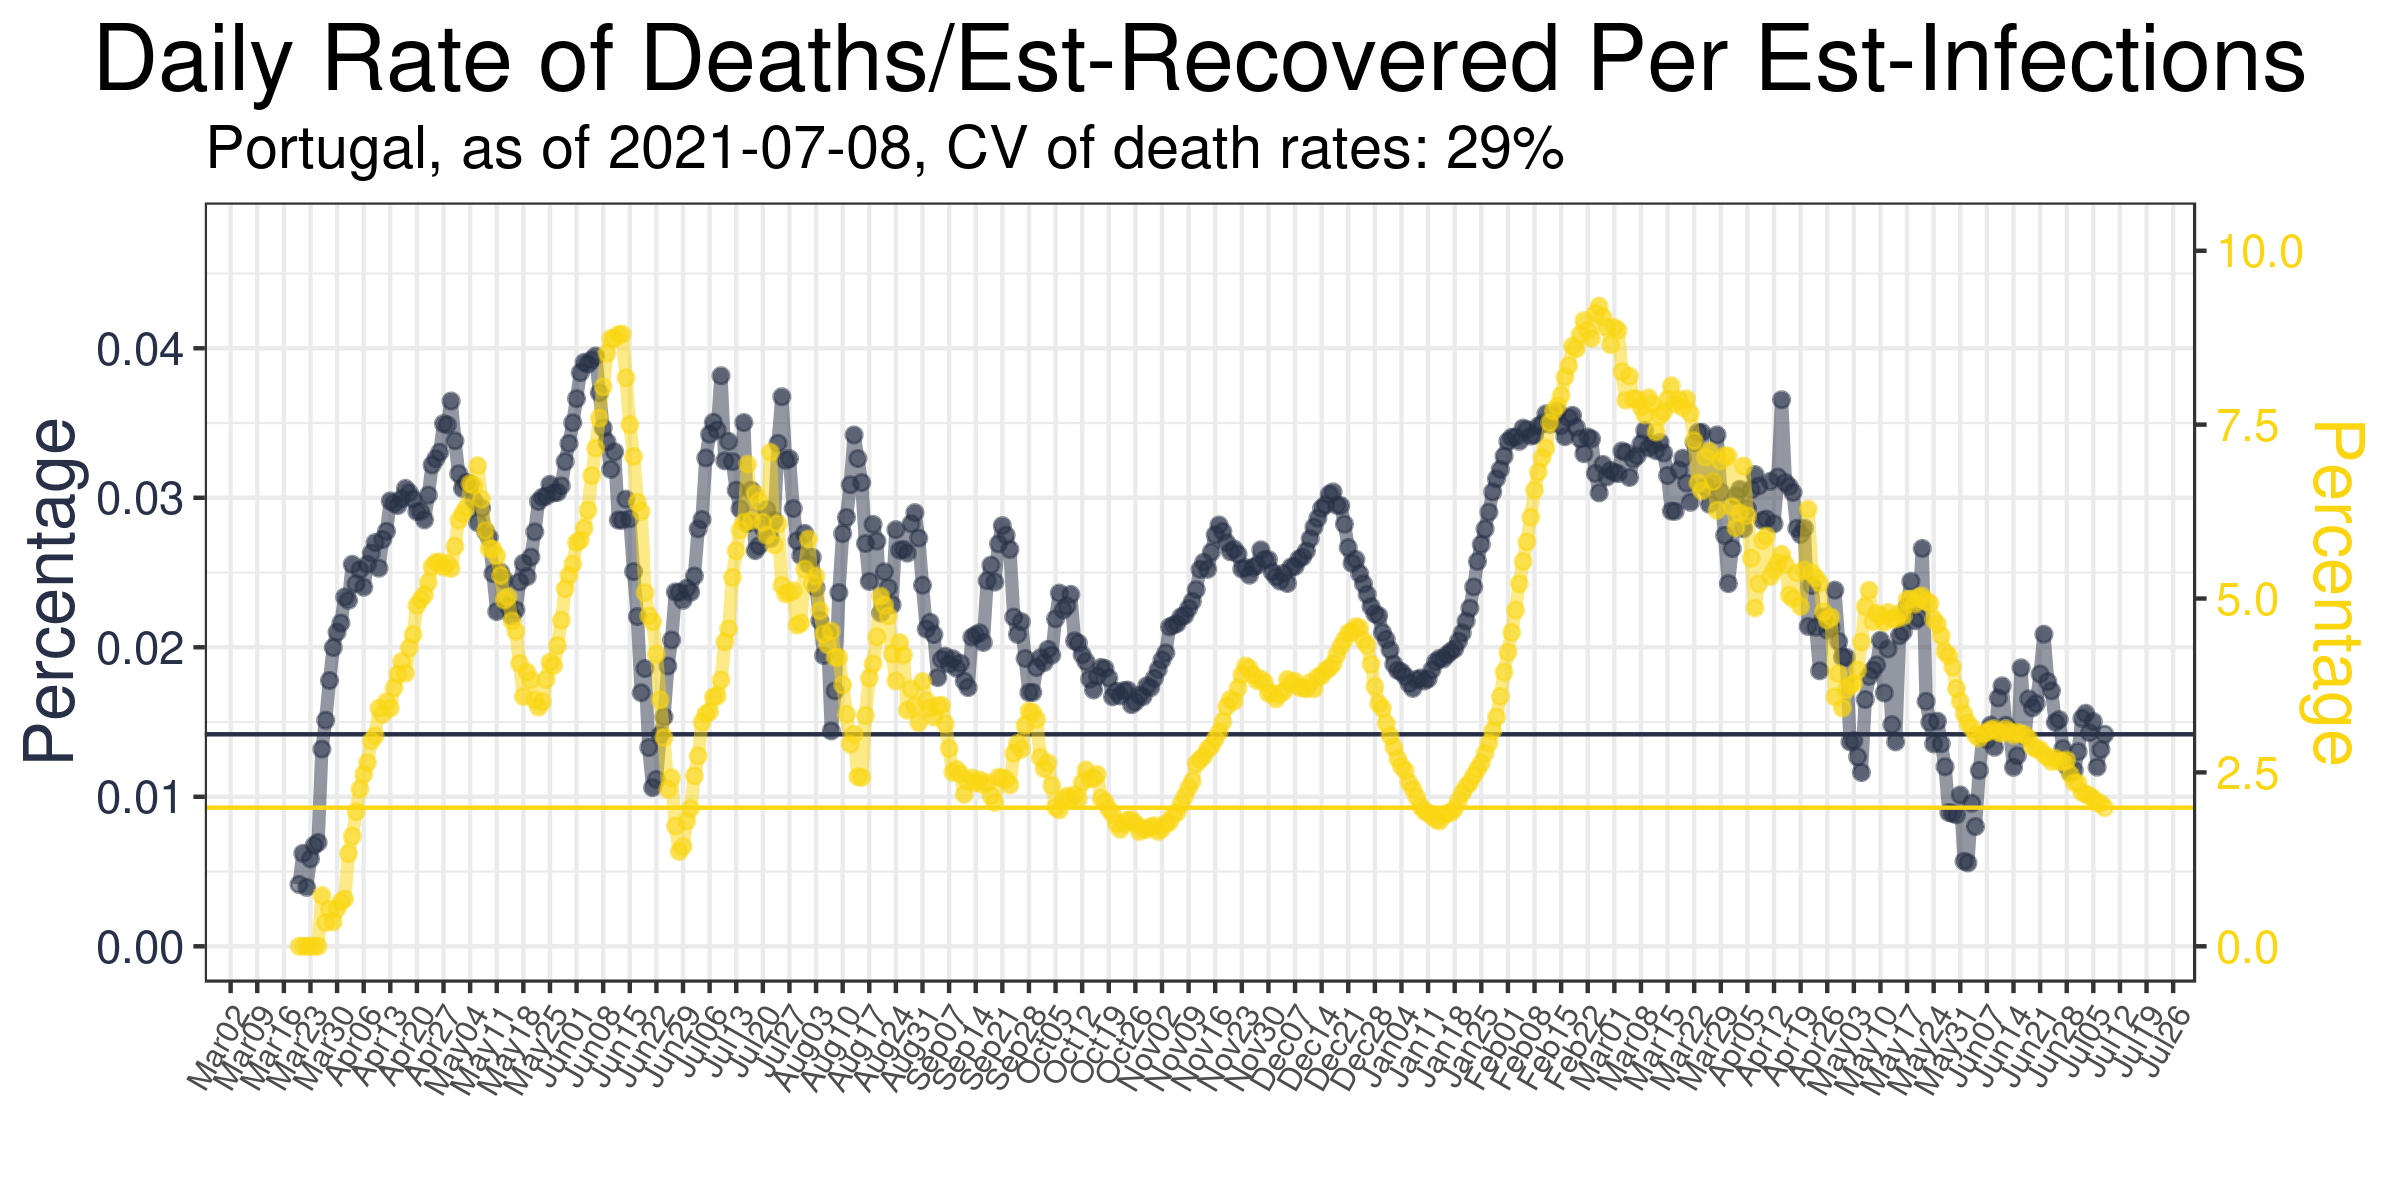 Daily Rate of Deaths/Est-Recovered Per Est-Infections
Portugal, as of 2021-07-08, CV of death rates: 29%
Percentage
0.04
0.03
0.02
0.01
0.00
10.0
7.5
5.0
2.5
0.0
Percentage
Mar02
Mar09
Mar16
Mar23
Mar30
Apr06
Apr13
Apr20
Apr27
May04
May11
May18
May25
Jun01
Jun08
Jun15
Jun22
Jun29
Jul06
Jul13
Jul20
Jul27
Aug03
Aug10
Aug17
Aug24
Aug31
Sep07
Sep14
Sep21
Sep28
Oct05
Oct12
Oct19
Oct26
Nov02
Nov09
Nov16
Nov23
Nov30
Dec07
Dec14
Dec21
Dec28
Jan04
Jan11
Jan18
Jan25
Feb01
Feb08
Feb15
Feb22
Mar01
Mar08
Mar15
Mar22
Mar29
Apr05
Apr12
Apr19
Apr26
May03
May10
May17
May24
May31
Jun07
Jun14
Jun21
Jun28
Jul05
Jul12
Jul19
Jul26